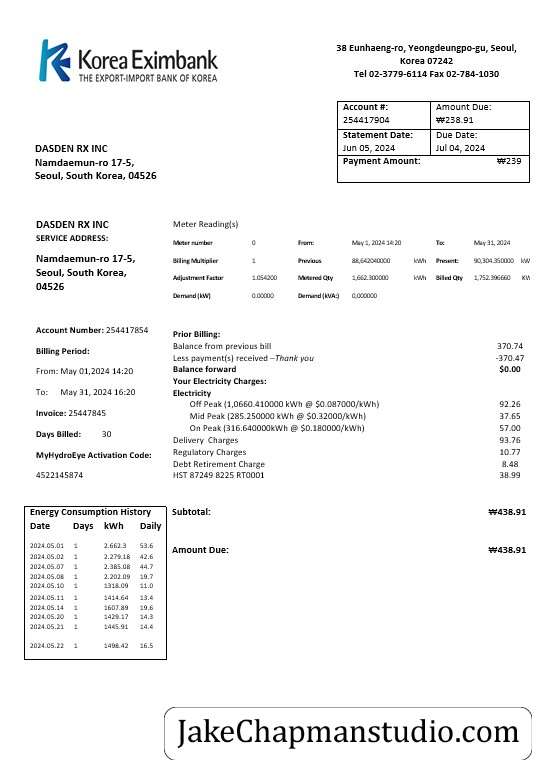 Korea Eximbank
THE EXPORT-IMPORT BANK OF KOREA
38 Eunhaeng-ro, Yeongdeungpo-gu, Seoul,
Korea 07242
Tel 02-3779-6114 Fax 02-784-1030
Account #: Amount Due:
254417904 ₩238.91
Statement Date: Due Date:
Jun 05, 2024 Jul 04, 2024
Payment Amount: ₩239
DASDEN RX INC
Namdaemun-ro 17-5,
Seoul, South Korea, 04526
DASDEN RX INC
SERVICE ADDRESS:
Namdaemun-ro 17-5,
Seoul, South Korea,
04526
Meter Reading(s)
Meter number 0 From: May 1, 2024 14:20 To: May 31, 2024
Billing Multiplier 1 Previous 88,642040000 kWh Present: 90,304.350000 kW
Adjustment Factor 1.054200 Metered Qty 1,662.300000 kWh Billed Qty 1,752.396660 KW
Demand (kW) 0.00000 Demand (kVA:) 0,000000
Account Number: 254417854
Billing Period:
From: May 01,2024 14:20
To: May 31, 2024 16:20
Invoice: 25447845
Days Billed: 30
MyHydroEye Activation Code:
4522145874
Prior Billing:
Balance from previous bill 370.74
Less payment(s) received –Thank you -370.47
Balance forward $0.00
Your Electricity Charges:
Electricity
Off Peak (1,0660.410000 kWh @ $0.087000/kWh) 92.26
Mid Peak (285.250000 kWh @ $0.32000/kWh) 37.65
On Peak (316.640000kWh @ $0.180000/kWh) 57.00
Delivery Charges 93.76
Regulatory Charges 10.77
Debt Retirement Charge 8.48
HST 87249 8225 RT0001 38.99
Energy Consumption History
Date Days kWh Daily
2024.05.01 1 2.662.3 53.6
2024.05.02 1 2.279.18 42.6
2024.05.07 1 2.385.08 44.7
2024.05.08 1 2.202.09 19.7
2024.05.10 1 1318.09 11.0
2024.05.11 1 1414.64 13.4
2024.05.14 1 1607.89 19.6
2024.05.20 1 1429.17 14.3
2024.05.21 1 1445.91 14.4
2024.05.22 1 1498.42 16.5
Subtotal: ₩438.91
Amount Due: ₩438.91
JakeChapmanstudio.com